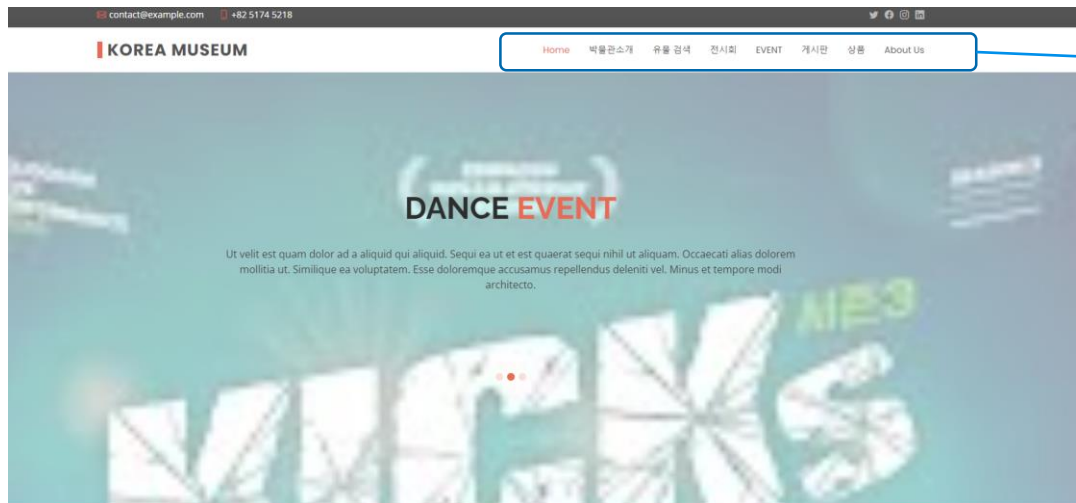 contact@example.com +82 5174 5218
KOREA MUSEUM
Home 박물관소개 유물 검색 전시회 EVENT 게시판 상품 About Us
DANCE EVENT
Ut velit est quam dolor ad a aliquid qui aliquid. Sequi ea ut et est quaerat sequi nihil ut aliquam. Occaecati alias dolorem
mollitia ut. Similique ea voluptatem. Esse doloremque accusamus repellendus deleniti vel. Minus et tempore modi
architecto.
시즌3
KICKs